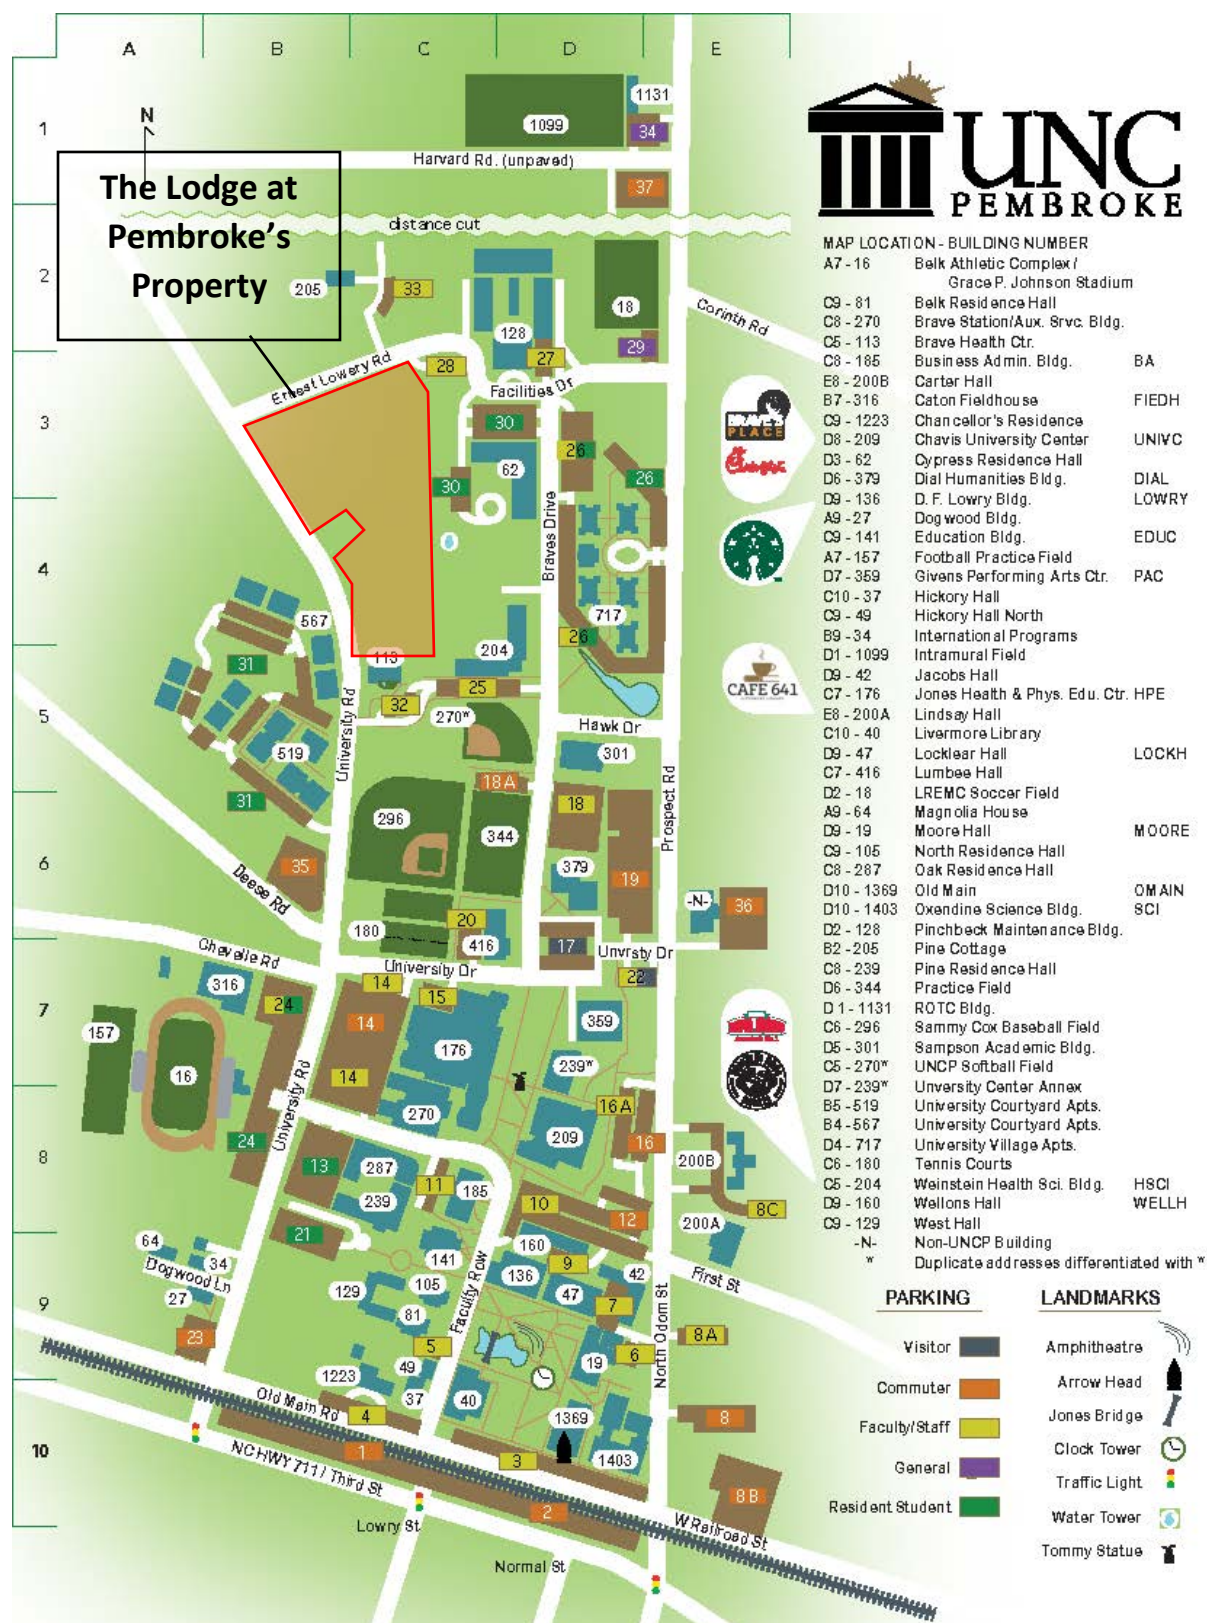 A B C D E
1
2
3
4
5
6
7
8
9
10
N
The Lodge at
Pembroke's
Property
1131
1099
34
Harvard Rd. (unpaved)
37
distance cut
205
33
18
128
29
Corinth Rd
27
28
Ernest Lowery Rd
Facilities Dr
30
26
62
30
26
Braves Drive
717
567
26
204
31
113
25
32
270*
University Rd
Hawk Dr
301
519
18A
Prospect Rd
31
18
296
344
35
379
19
Deese Rd
-N-
36
20
180
416
17
Unvrsty Dr
Chevelle Rd
University Dr
22
316
14
15
24
14
359
157
176
16
239*
14
University Rd
16A
270
209
24
16
13
287
200B
11
185
239
10
8C
21
12
200A
64
141
160
34
9
First St
Dogwood Ln
136
42
105
27
129
47
7
Faculty Row
81
North Odom St
23
5
8A
19
6
49
1223
37
40
Old Main Rd
4
1369
8
1
3
1403
NC HWY 711 / Third St
8B
2
W Railroad St
Lowry St
Normal St
BRAVE'S
PLACE
Chick-fil-A
CAFE 641
UNC
PEMBROKE
MAP LOCATION - BUILDING NUMBER
A7 - 16 Belk Athletic Complex /
Grace P. Johnson Stadium
C9 - 81 Belk Residence Hall
C8 - 270 Brave Station/Aux. Srvc. Bldg.
C5 - 113 Brave Health Ctr.
C8 - 185 Business Admin. Bldg. BA
E8 - 200B Carter Hall
B7 - 316 Caton Fieldhouse FIEDH
C9 - 1223 Chancellor's Residence
D8 - 209 Chavis University Center UNIVC
D3 - 62 Cypress Residence Hall
D6 - 379 Dial Humanities Bldg. DIAL
D9 - 136 D. F. Lowry Bldg. LOWRY
A9 - 27 Dogwood Bldg.
C9 - 141 Education Bldg. EDUC
A7 - 157 Football Practice Field
D7 - 359 Givens Performing Arts Ctr. PAC
C10 - 37 Hickory Hall
C9 - 49 Hickory Hall North
B9 - 34 International Programs
D1 - 1099 Intramural Field
D9 - 42 Jacobs Hall
C7 - 176 Jones Health & Phys. Edu. Ctr. HPE
E8 - 200A Lindsay Hall
C10 - 40 Livermore Library
D9 - 47 Locklear Hall LOCKH
C7 - 416 Lumbee Hall
D2 - 18 LREMC Soccer Field
A9 - 64 Magnolia House
D9 - 19 Moore Hall MOORE
C9 - 105 North Residence Hall
C8 - 287 Oak Residence Hall
D10 - 1369 Old Main OMAIN
D10 - 1403 Oxendine Science Bldg. SCI
D2 - 128 Pinchbeck Maintenance Bldg.
B2 - 205 Pine Cottage
C8 - 239 Pine Residence Hall
D6 - 344 Practice Field
D 1 - 1131 ROTC Bldg.
C6 - 296 Sammy Cox Baseball Field
D5 - 301 Sampson Academic Bldg.
C5 - 270* UNCP Softball Field
D7 - 239* Unversity Center Annex
B5 - 519 University Courtyard Apts.
B4 - 567 University Courtyard Apts.
D4 - 717 University Village Apts.
C6 - 180 Tennis Courts
C5 - 204 Weinstein Health Sci. Bldg. HSCI
D9 - 160 Wellons Hall WELLH
C9 - 129 West Hall
-N- Non-UNCP Building
* Duplicate addresses differentiated with *
PARKING
Visitor
Commuter
Faculty/Staff
General
Resident Student
LANDMARKS
Amphitheatre
Arrow Head
Jones Bridge
Clock Tower
Traffic Light
Water Tower
Tommy Statue